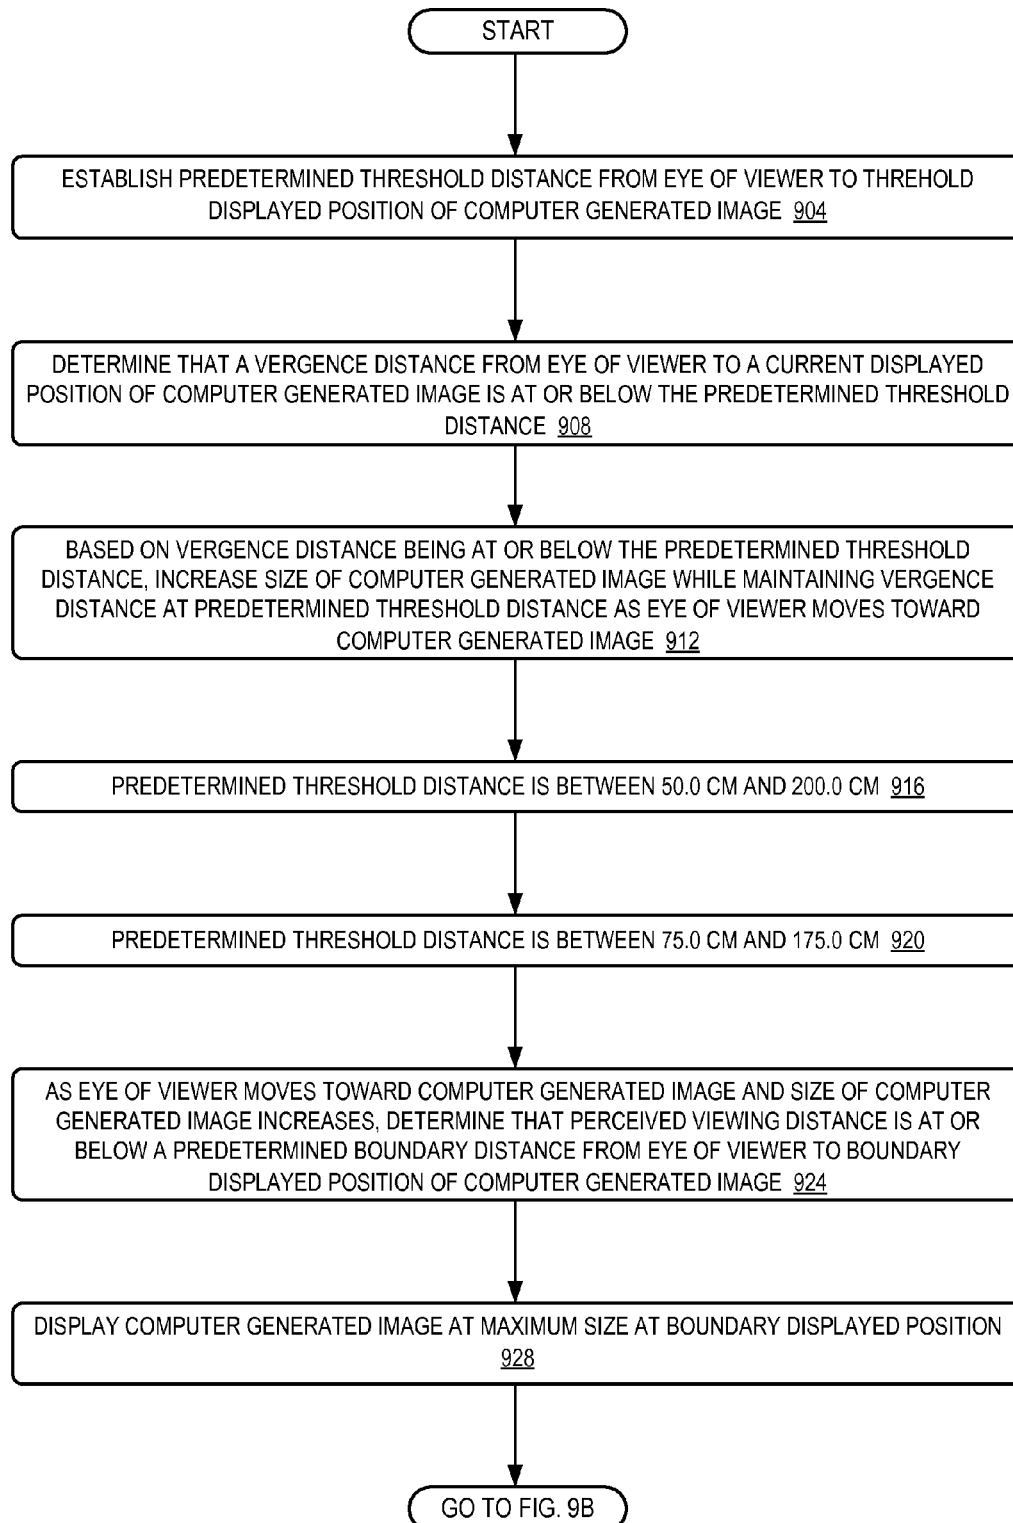 START
ESTABLISH PREDETERMINED THRESHOLD DISTANCE FROM EYE OF VIEWER TO THREHOLD
DISPLAYED POSITION OF COMPUTER GENERATED IMAGE 904
DETERMINE THAT A VERGENCE DISTANCE FROM EYE OF VIEWER TO A CURRENT DISPLAYED
POSITION OF COMPUTER GENERATED IMAGE IS AT OR BELOW THE PREDETERMINED THRESHOLD
DISTANCE 908
BASED ON VERGENCE DISTANCE BEING AT OR BELOW THE PREDETERMINED THRESHOLD
DISTANCE, INCREASE SIZE OF COMPUTER GENERATED IMAGE WHILE MAINTAINING VERGENCE
DISTANCE AT PREDETERMINED THRESHOLD DISTANCE AS EYE OF VIEWER MOVES TOWARD
COMPUTER GENERATED IMAGE 912
PREDETERMINED THRESHOLD DISTANCE IS BETWEEN 50.0 CM AND 200.0 CM 916
PREDETERMINED THRESHOLD DISTANCE IS BETWEEN 75.0 CM AND 175.0 CM 920
AS EYE OF VIEWER MOVES TOWARD COMPUTER GENERATED IMAGE AND SIZE OF COMPUTER
GENERATED IMAGE INCREASES, DETERMINE THAT PERCEIVED VIEWING DISTANCE IS AT OR
BELOW A PREDETERMINED BOUNDARY DISTANCE FROM EYE OF VIEWER TO BOUNDARY
DISPLAYED POSITION OF COMPUTER GENERATED IMAGE 924
DISPLAY COMPUTER GENERATED IMAGE AT MAXIMUM SIZE AT BOUNDARY DISPLAYED POSITION
928
GO TO FIG. 9B